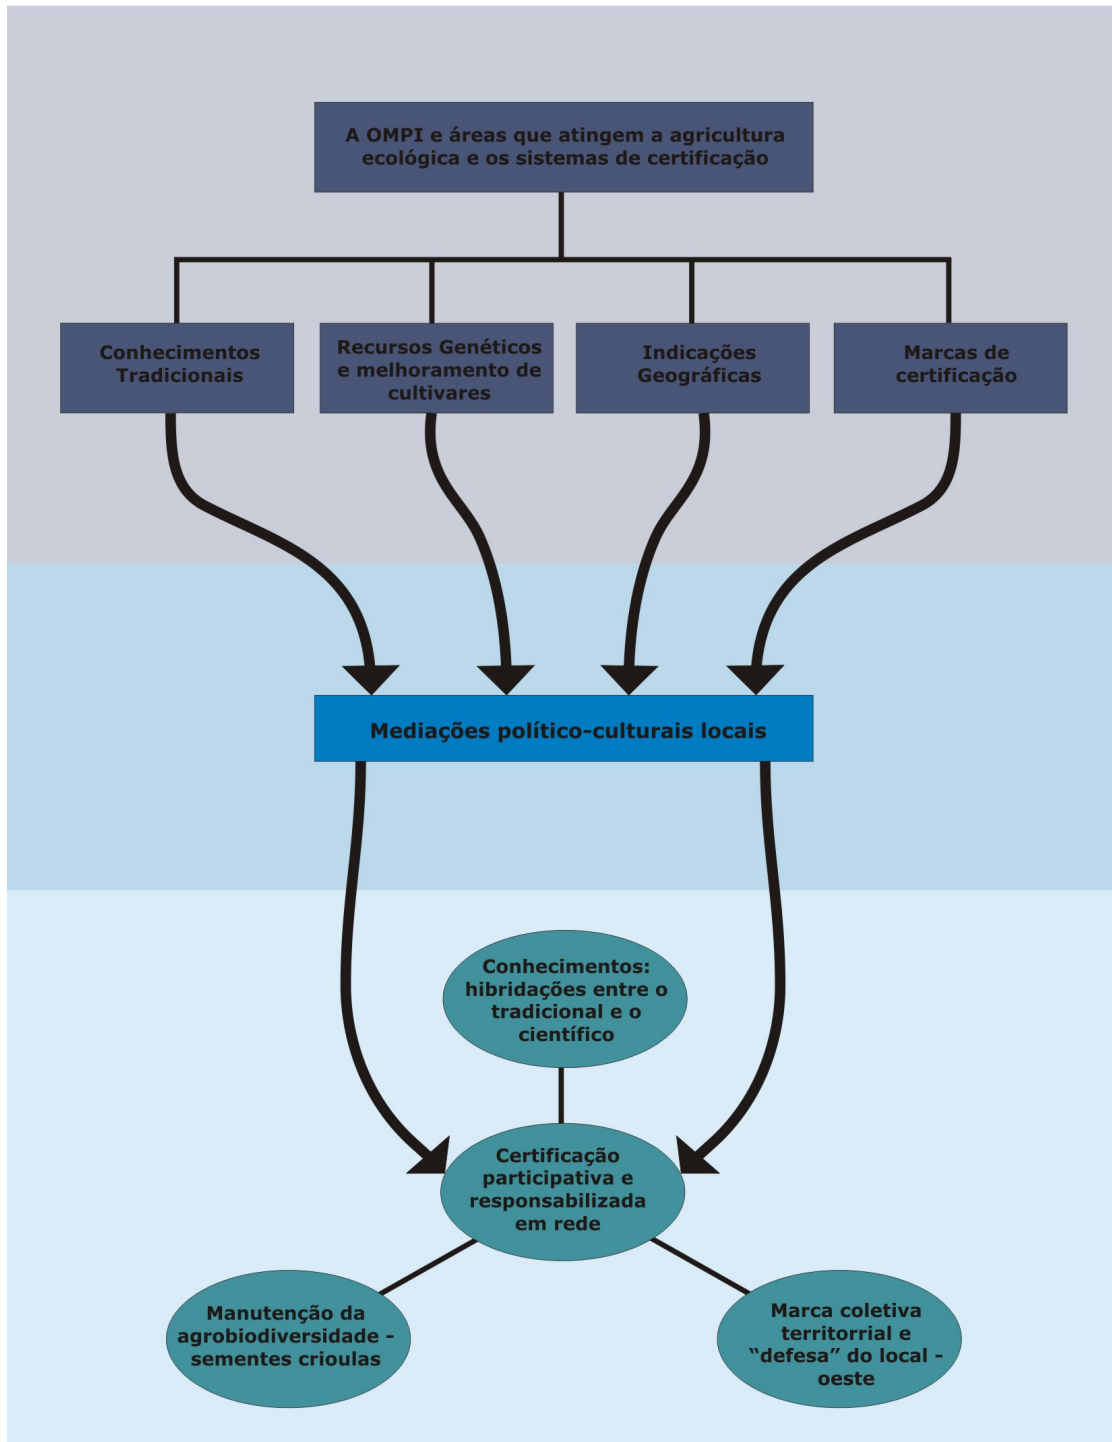 A OMPI e áreas que atingem a agricultura
ecológica e os sistemas de certificação
Conhecimentos
Tradicionais
Recursos Genéticos
e melhoramento de
cultivares
Indicações
Geográficas
Marcas de
certificação
Mediações político-culturais locais
Conhecimentos:
hibridações entre o
tradicional e o
científico
Certificação
participativa e
responsabilizada
em rede
Manutenção da
agrobiodiversidade -
sementes crioulas
Marca coletiva
territorrial e
“defesa” do local -
oeste